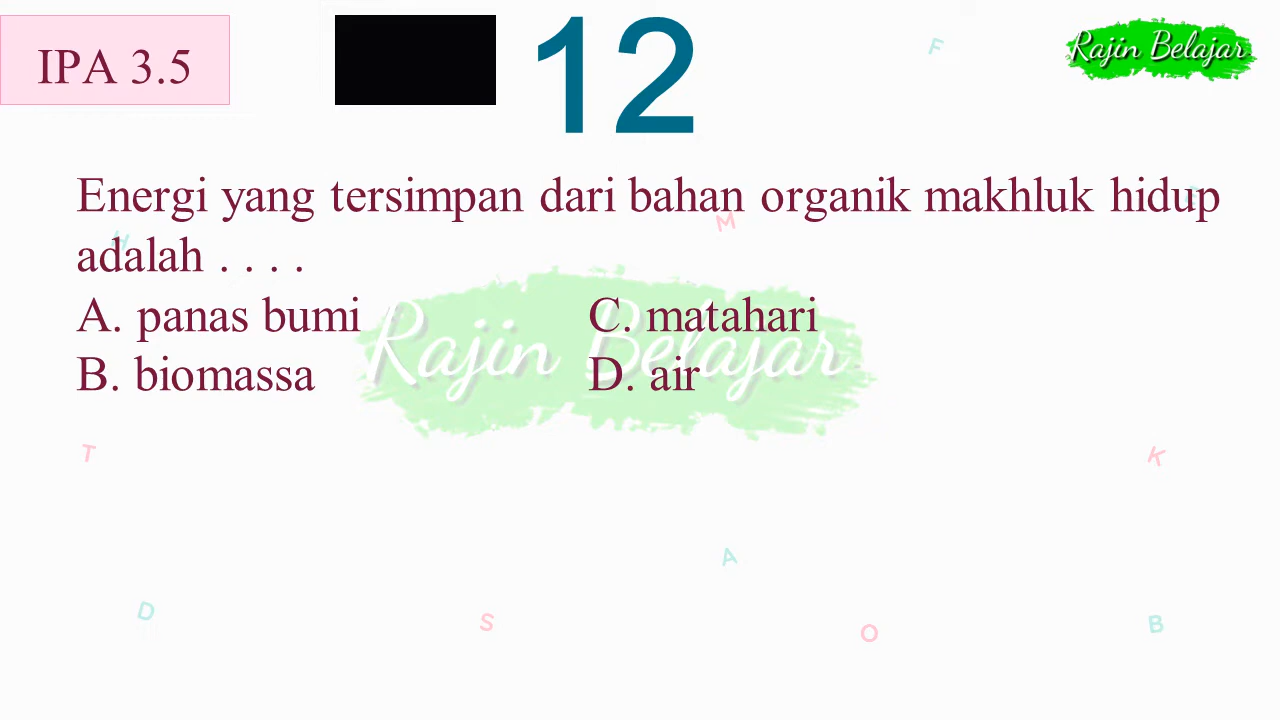 IPA 3.5
12
Rajin Belajar
Energi yang tersimpan dari bahan organik makhluk hidup
adalah . . . .
A. panas bumi C. matahari
B. biomassa D. air
Rajin Belajar
F
M
H
T
K
A
D
S
O
B